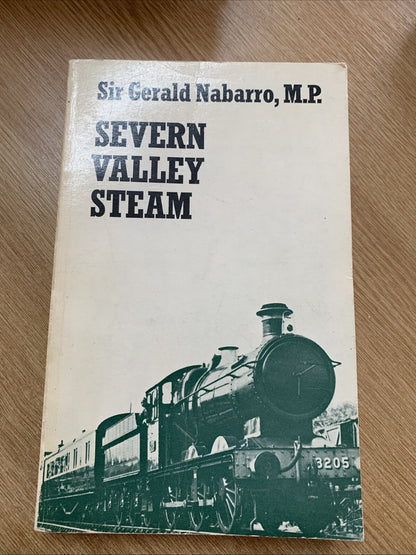 Sir Gerald Nabarro, M.P.
SEVERN
VALLEY
STEAM
3205